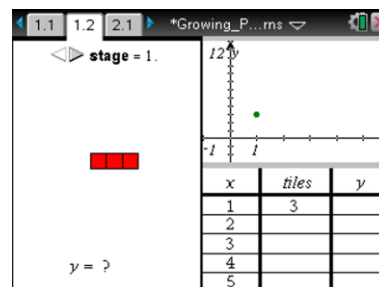 1.1 1.2 2.1 *Growing_P...rns
stage = 1.
12 y
-1 1
x tiles y
1 3
2
3
4
5
y = ?